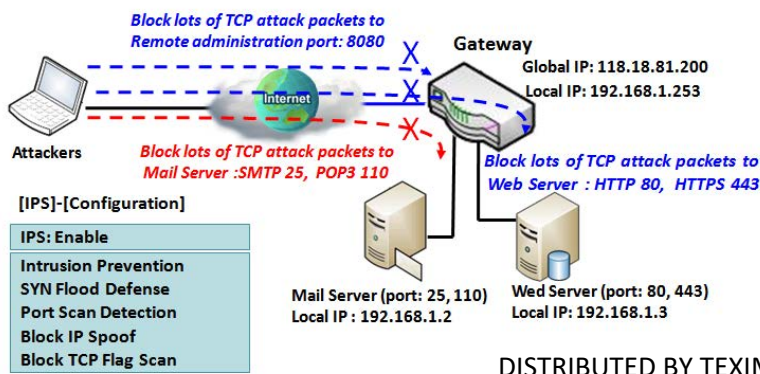 Block lots of TCP attack packets to
Remote administration port: 8080
Gateway
Global IP: 118.18.81.200
Local IP: 192.168.1.253
Internet
Attackers
Block lots of TCP attack packets to
Mail Server :SMTP 25, POP3 110
Block lots of TCP attack packets to
Web Server : HTTP 80, HTTPS 443
[IPS]-[Configuration]
IPS: Enable
Intrusion Prevention
SYN Flood Defense
Port Scan Detection
Block IP Spoof
Block TCP Flag Scan
Mail Server (port: 25, 110)
Local IP : 192.168.1.2
Wed Server (port: 80, 443)
Local IP: 192.168.1.3
DISTRIBUTED BY TEXIM